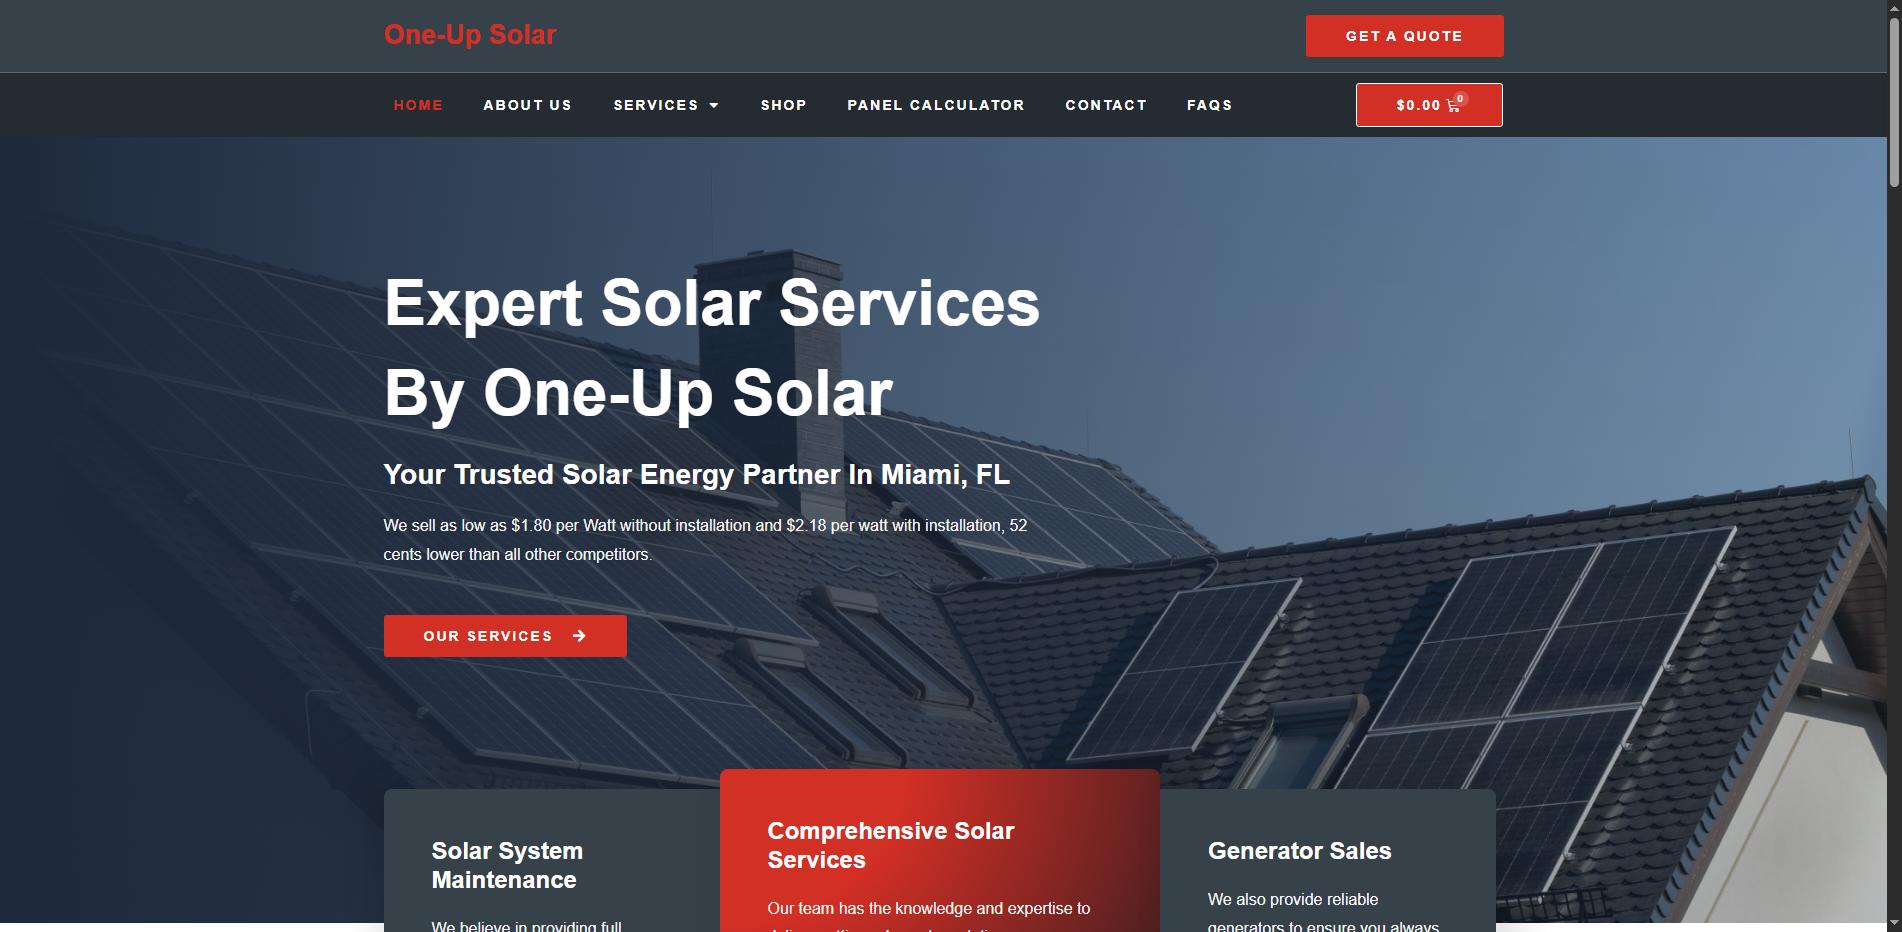 One-Up Solar
GET A QUOTE
HOME
ABOUT US
SERVICES
SHOP
PANEL CALCULATOR
CONTACT
FAQS
$0.00
0
Expert Solar Services
By One-Up Solar
Your Trusted Solar Energy Partner In Miami, FL
We sell as low as $1.80 per Watt without installation and $2.18 per watt with installation, 52
cents lower than all other competitors.
OUR SERVICES
Solar System
Maintenance
We believe in providing full
Comprehensive Solar
Services
Our team has the knowledge and expertise to
Generator Sales
We also provide reliable
generators to ensure you always